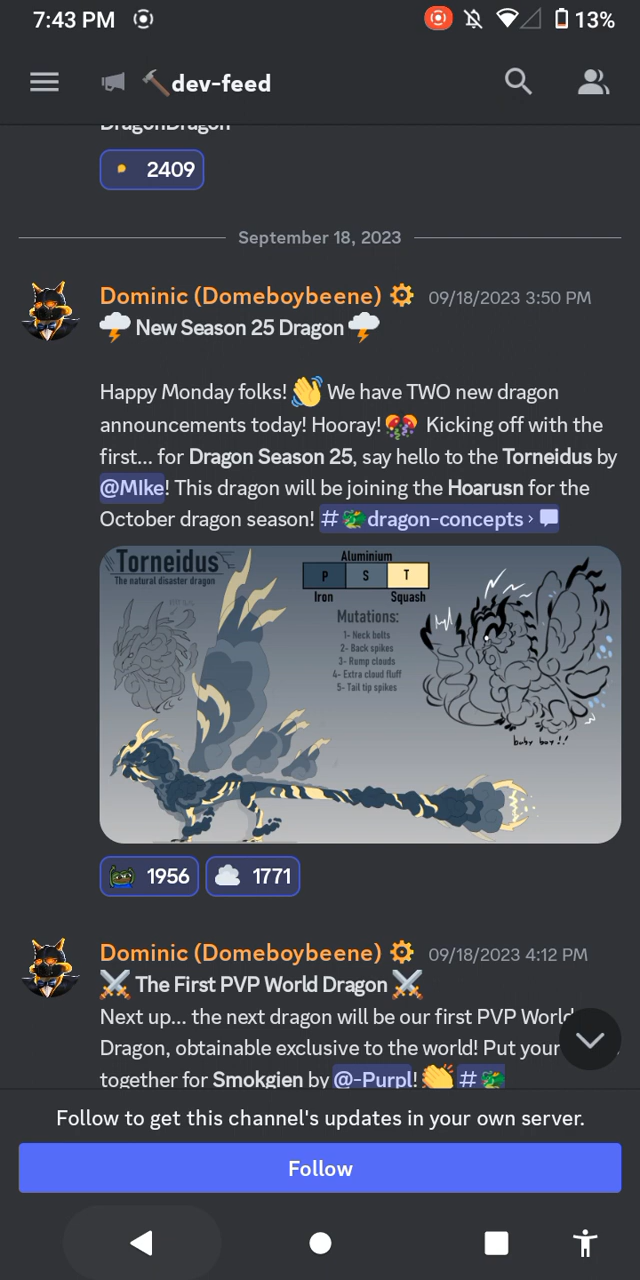 7:43 PM
13%
dev-feed
DragonDragon
2409
September 18, 2023
Dominic (Domeboybeene) 09/18/2023 3:50 PM
New Season 25 Dragon
Happy Monday folks! 👋 We have TWO new dragon
announcements today! Hooray! 🎊 Kicking off with the
first... for Dragon Season 25, say hello to the Torneidus by
@MIke! This dragon will be joining the Hoarusn for the
October dragon season! # 🐲dragon-concepts ›
Torneidus
The natural disaster dragon
Aluminium
P S T
Iron Squash
Mutations:
1- Neck bolts
2- Back spikes
3- Rump clouds
4- Extra cloud fluff
5- Tail tip spikes
baby boy!!
1956 1771
Dominic (Domeboybeene) 09/18/2023 4:12 PM
⚔️ The First PVP World Dragon ⚔️
Next up... the next dragon will be our first PVP World
Dragon, obtainable exclusive to the world! Put your
together for Smokgien by @-Purpl! 👏 # 🐲
Follow to get this channel's updates in your own server.
Follow